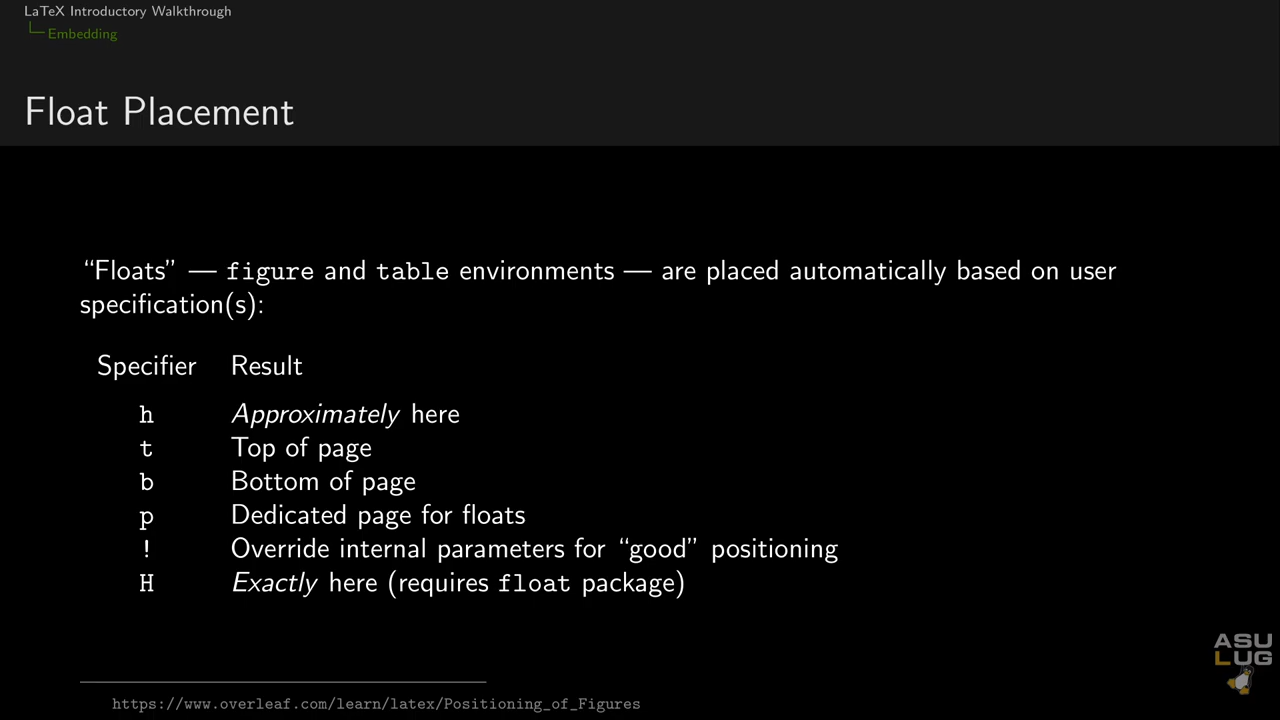 LaTeX Introductory Walkthrough
Embedding
Float Placement
“Floats” — figure and table environments — are placed automatically based on user
specification(s):
Specifier Result
h Approximately here
t Top of page
b Bottom of page
p Dedicated page for floats
! Override internal parameters for “good” positioning
H Exactly here (requires float package)
ASU
LUG
https://www.overleaf.com/learn/latex/Positioning_of_Figures